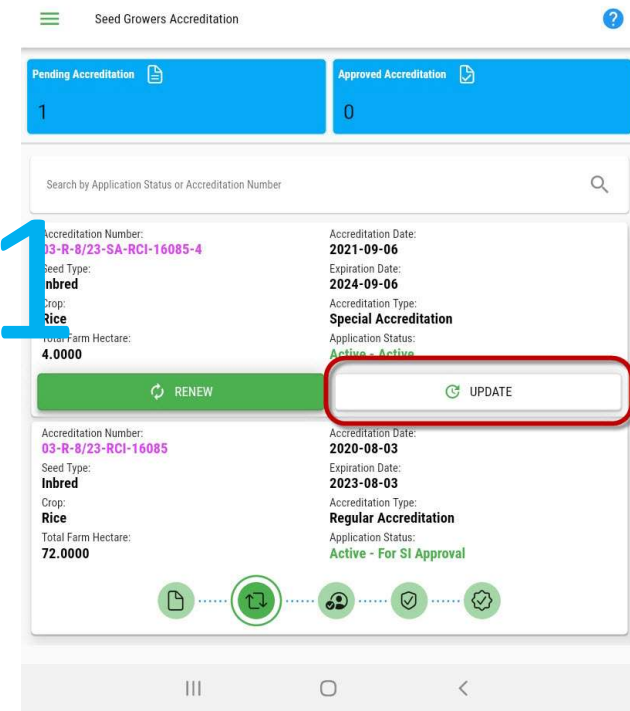 Seed Growers Accreditation
?
Pending Accreditation
1
Approved Accreditation
0
Search by Application Status or Accreditation Number
1
Accreditation Number:
03-R-8/23-SA-RCI-16085-4
Seed Type:
Inbred
Crop:
Rice
Total Farm Hectare:
4.0000
Accreditation Date:
2021-09-06
Expiration Date:
2024-09-06
Accreditation Type:
Special Accreditation
Application Status:
Active - Active
RENEW
UPDATE
Accreditation Number:
03-R-8/23-RCI-16085
Seed Type:
Inbred
Crop:
Rice
Total Farm Hectare:
72.0000
Accreditation Date:
2020-08-03
Expiration Date:
2023-08-03
Accreditation Type:
Regular Accreditation
Application Status:
Active - For SI Approval